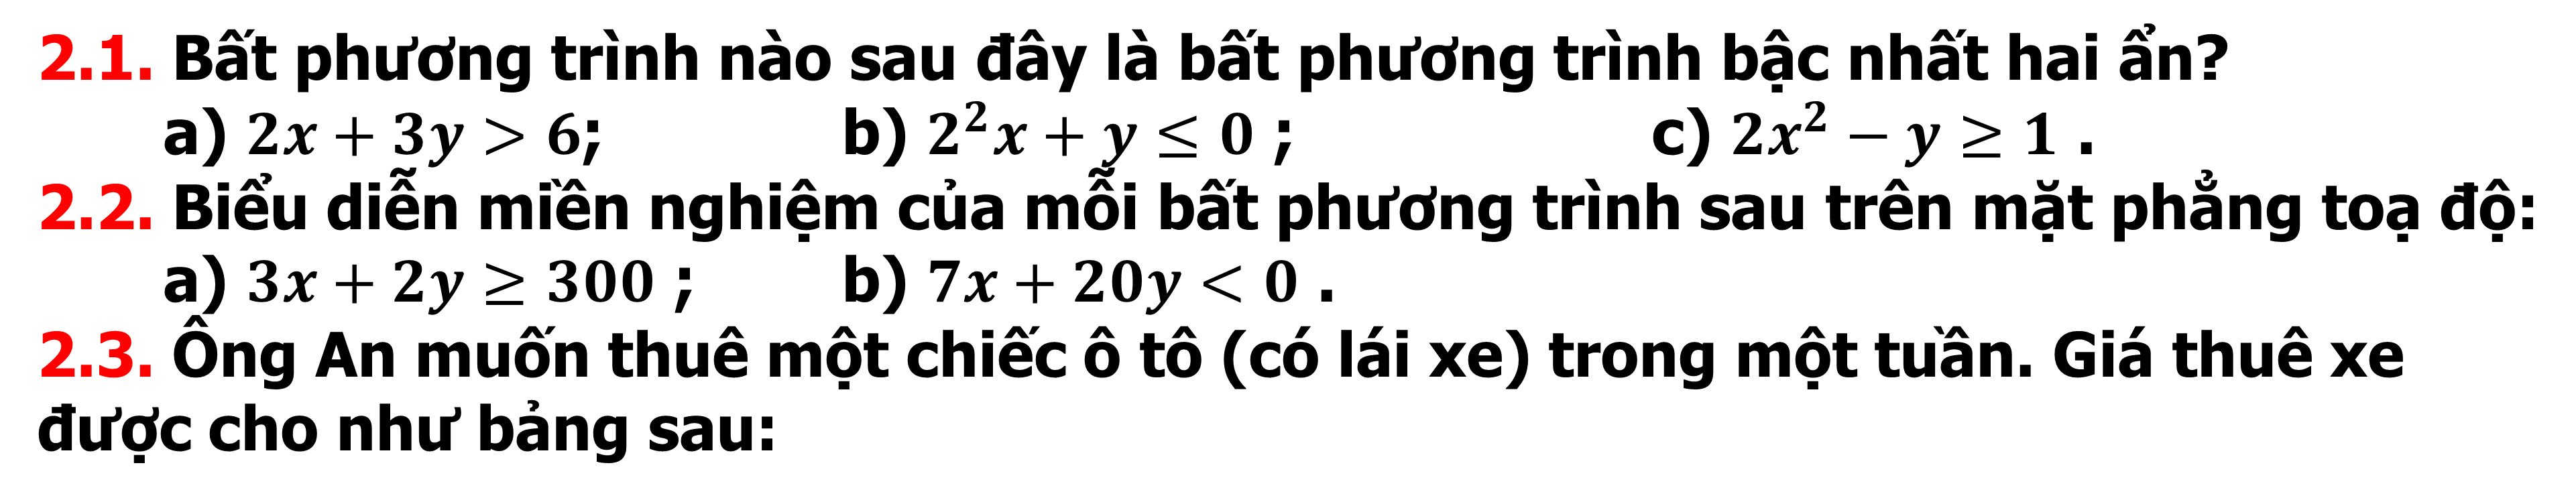 2.1. Bất phương trình nào sau đây là bất phương trình bậc nhất hai ẩn?
a) 2x + 3y > 6; b) 2²x + y ≤ 0 ; c) 2x² − y ≥ 1 .
2.2. Biểu diễn miền nghiệm của mỗi bất phương trình sau trên mặt phẳng toạ độ:
a) 3x + 2y ≥ 300 ; b) 7x + 20y < 0 .
2.3. Ông An muốn thuê một chiếc ô tô (có lái xe) trong một tuần. Giá thuê xe
được cho như bảng sau: